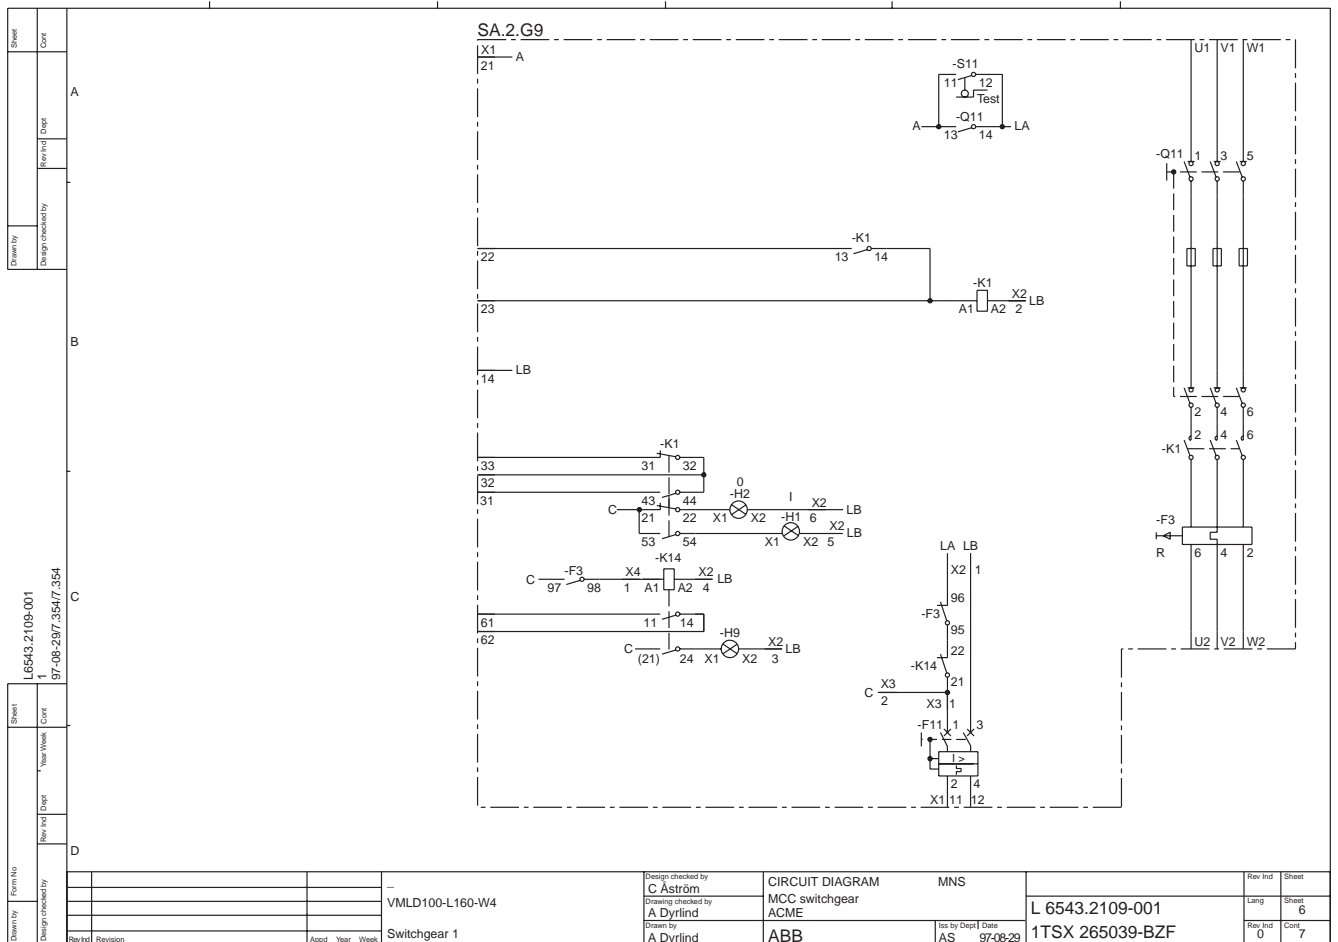 SA.2.G9
X1
21
A
U1 V1 W1
-S11
11 12
Test
-Q11
A
13 14
LA
-Q11
1 3 5
22
-K1
13 14
23
-K1
A1 A2
X2
2
LB
14
LB
2 4 6
-K1
2 4 6
33
32
31
-K1
31 32
43 44
C
21 22
0
-H2
X1 X2
X2
6
LB
53 54
I
-H1
X1 X2
X2
5
LB
-F3
R
6 4 2
C
-F3
97 98
X4
1
-K14
A1 A2
X2
4
LB
61
62
11 14
C
(21) 24
-H9
X1 X2
X2
3
LB
LA LB
X2 1
96
-F3
95
22
-K14
21
C
X3
2
X3 1
-F11 1 3
I >
2 4
X1 11 12
U2 V2 W2
A
B
C
D
Sheet
Cont
Dept
Rev Ind
Design checked by
Drawn by
L6543.2109-001
1
97-08-29/7.354/7.354
Sheet
Cont
Year Week
Dept
Rev Ind
Form No
Design checked by
Drawn by
RevInd Revision Appd Year Week
–
VMLD100-L160-W4
Switchgear 1
Design checked by
C Åström
Drawing checked by
A Dyrlind
Drawn by
A Dyrlind
CIRCUIT DIAGRAM MNS
MCC switchgear
ACME
ABB
Iss by Dept
AS
Date
97-08-29
L 6543.2109-001
1TSX 265039-BZF
Rev Ind
Sheet
Lang
Sheet
6
Rev Ind
0
Cont
7